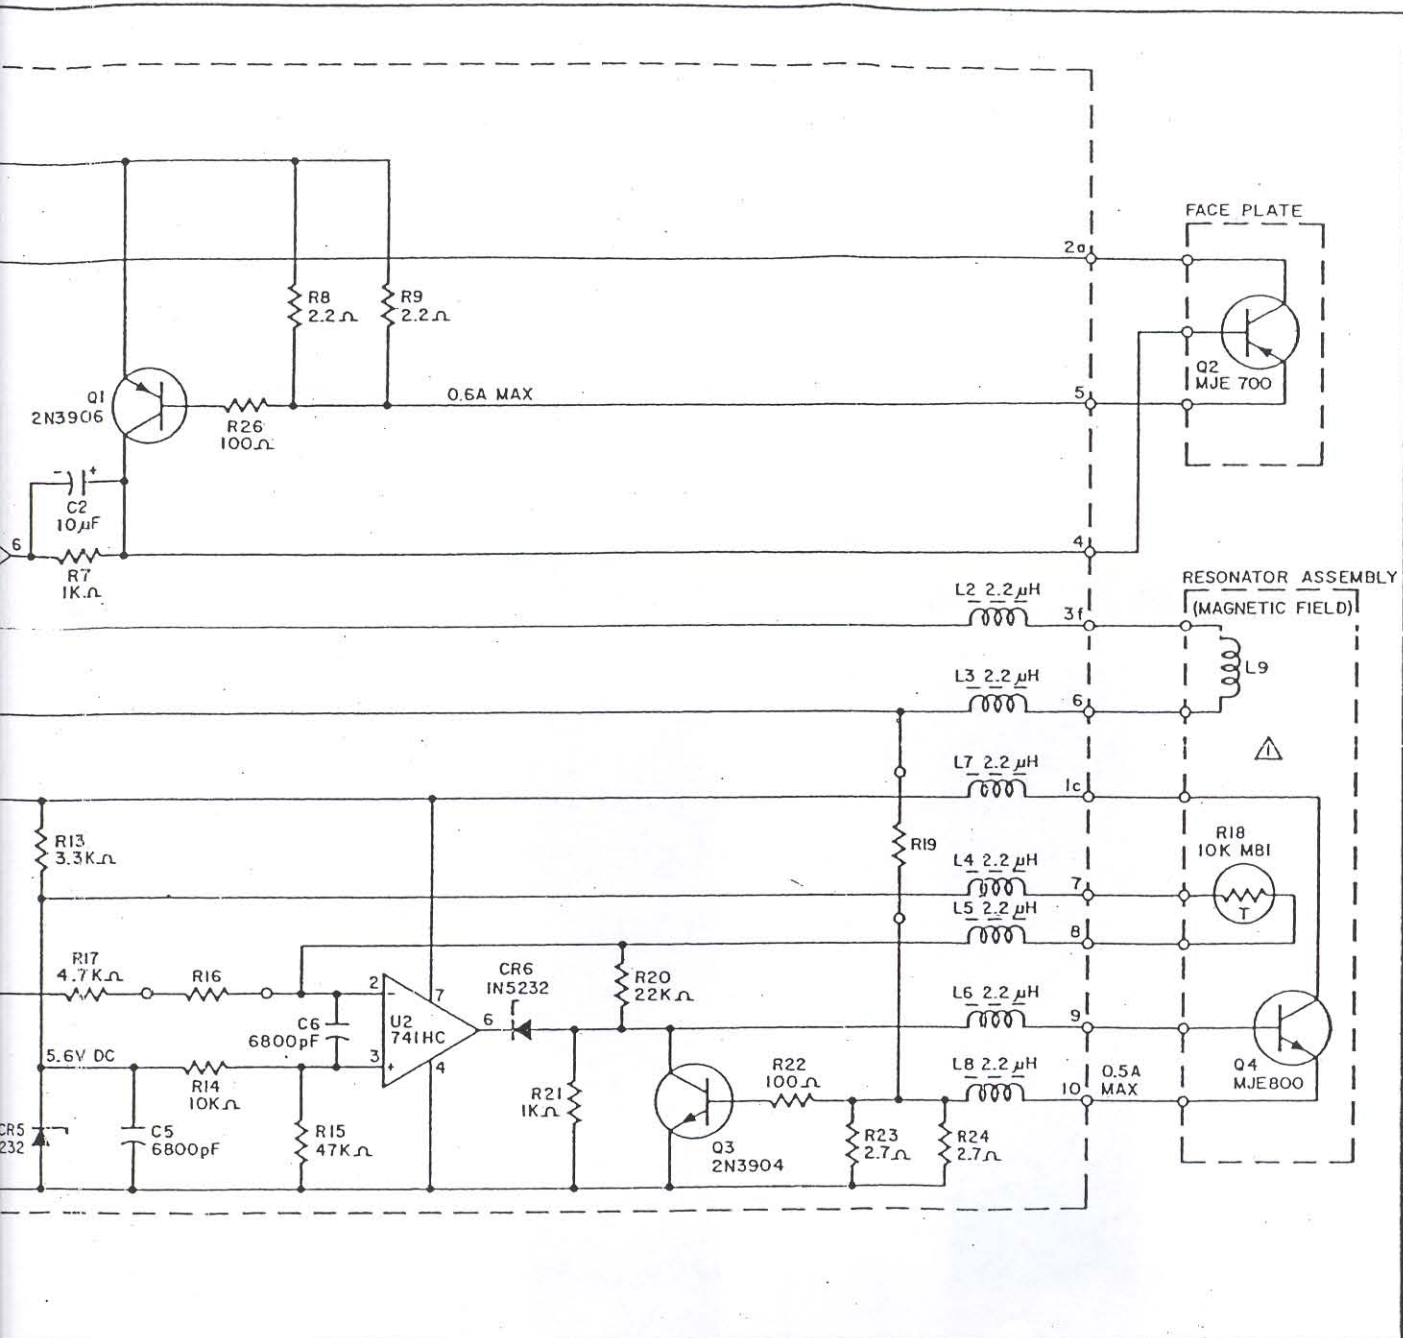 FACE PLATE
2a
R8
2.2Ω
R9
2.2Ω
Q2
MJE 700
Q1
2N3906
0.6A MAX
5
R26
100Ω
- +
C2
10µF
6
R7
1K Ω
4
RESONATOR ASSEMBLY
(MAGNETIC FIELD)
L2 2.2µH
3f
L9
L3 2.2µH
6
1
L7 2.2µH
1c
R13
3.3KΩ
R19
R18
10K MB1
T
L4 2.2µH
7
L5 2.2µH
8
R17
4.7KΩ
R16
2
-
7
CR6
1N5232
R20
22KΩ
L6 2.2µH
9
C6
6800pF
U2
741HC
6
5.6V DC
3
+
4
R14
10KΩ
R21
1KΩ
R22
100Ω
L8 2.2µH
10
0.5A
MAX
Q4
MJE800
CR5
232
C5
6800pF
R15
47KΩ
Q3
2N3904
R23
2.7Ω
R24
2.7Ω